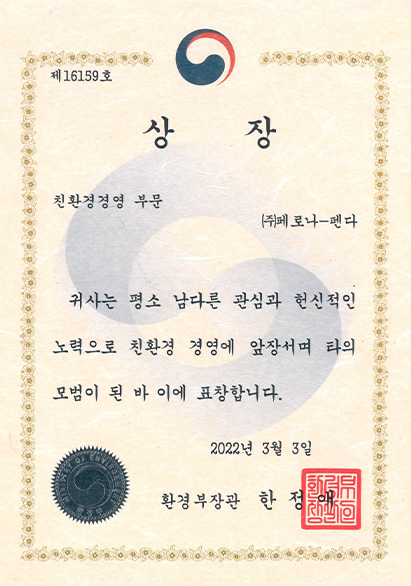 제16159호
상 장
친환경경영 부문
㈜페로나-펜다
귀사는 평소 남다른 관심과 헌신적인
노력으로 친환경 경영에 앞장서며 타의
모범이 된 바 이에 표창합니다.
2022년 3월 3일
환경부장관 한정애